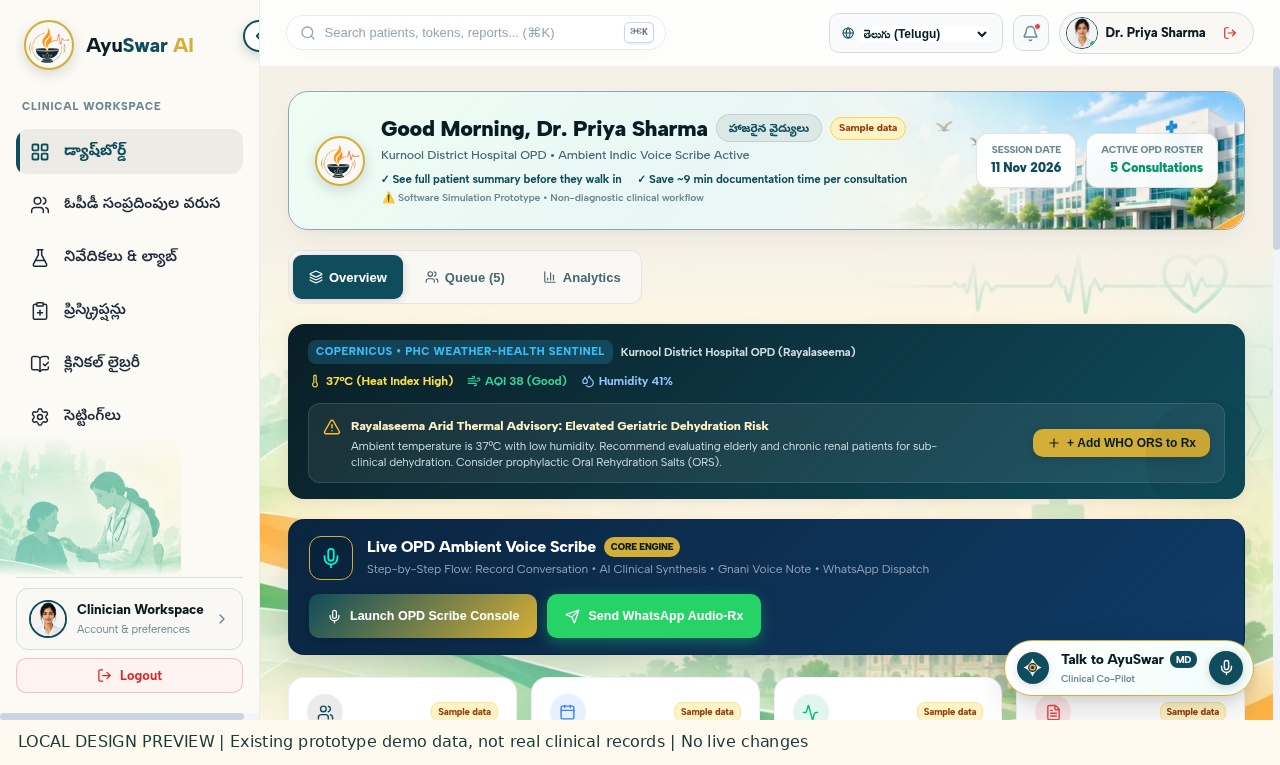 AyuSwar AI
Search patients, tokens, reports... (⌘K)
⌘K
తెలుగు (Telugu)
Dr. Priya Sharma
CLINICAL WORKSPACE
డ్యాష్‌బోర్డ్
ఓపీడీ సంప్రదింపుల వరుస
నివేదికలు & ల్యాబ్
ప్రిస్క్రిప్షన్లు
క్లినికల్ లైబ్రరీ
సెట్టింగ్‌లు
Clinician Workspace
Account & preferences
Logout
Good Morning, Dr. Priya Sharma
హాజరైన వైద్యులు
Sample data
Kurnool District Hospital OPD • Ambient Indic Voice Scribe Active
✓ See full patient summary before they walk in ✓ Save ~9 min documentation time per consultation
⚠️ Software Simulation Prototype • Non-diagnostic clinical workflow
SESSION DATE
11 Nov 2026
ACTIVE OPD ROSTER
5 Consultations
Overview
Queue (5)
Analytics
COPERNICUS • PHC WEATHER-HEALTH SENTINEL
Kurnool District Hospital OPD (Rayalaseema)
37°C (Heat Index High)
AQI 38 (Good)
Humidity 41%
Rayalaseema Arid Thermal Advisory: Elevated Geriatric Dehydration Risk
Ambient temperature is 37°C with low humidity. Recommend evaluating elderly and chronic renal patients for sub-
clinical dehydration. Consider prophylactic Oral Rehydration Salts (ORS).
+ Add WHO ORS to Rx
Live OPD Ambient Voice Scribe
CORE ENGINE
Step-by-Step Flow: Record Conversation • AI Clinical Synthesis • Gnani Voice Note • WhatsApp Dispatch
Launch OPD Scribe Console
Send WhatsApp Audio-Rx
Talk to AyuSwar MD
Clinical Co-Pilot
Sample data
Sample data
Sample data
Sample data
LOCAL DESIGN PREVIEW | Existing prototype demo data, not real clinical records | No live changes